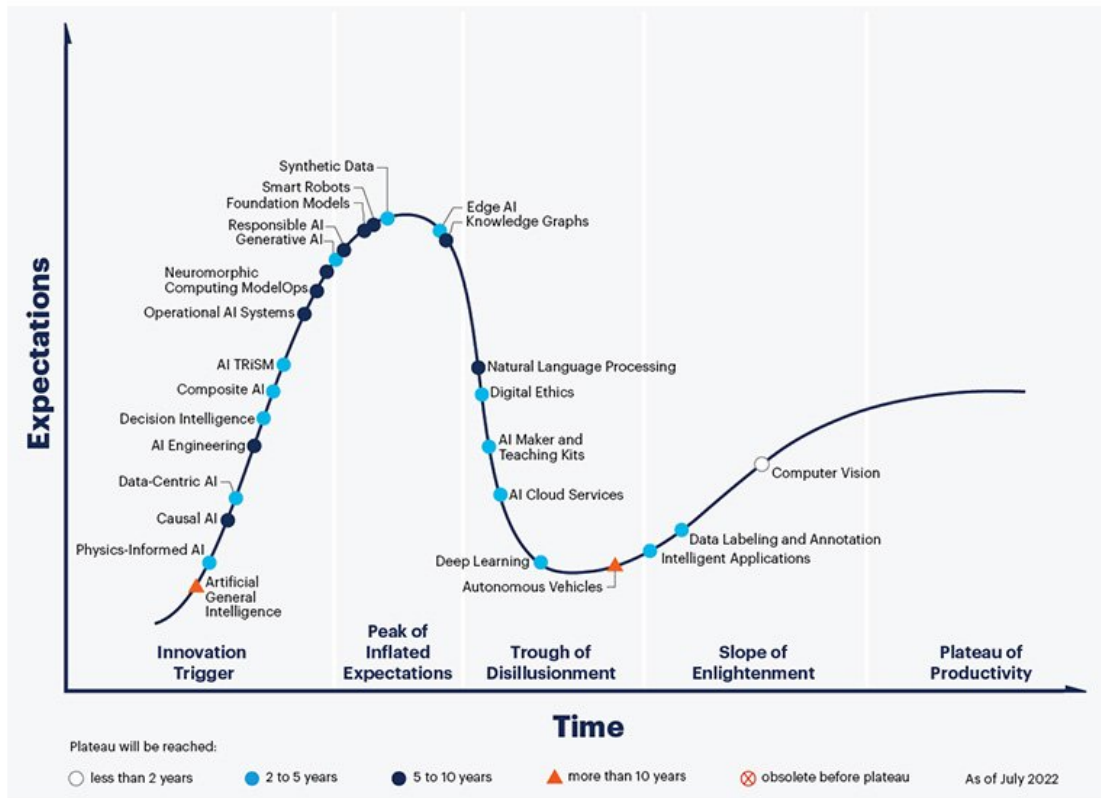 Synthetic Data
Smart Robots
Foundation Models
Responsible AI
Generative AI
Neuromorphic
Computing ModelOps
Operational AI Systems
AI TRiSM
Composite AI
Decision Intelligence
AI Engineering
Data-Centric AI
Causal AI
Physics-Informed AI
Artificial
General
Intelligence
Edge AI
Knowledge Graphs
Natural Language Processing
Digital Ethics
AI Maker and
Teaching Kits
AI Cloud Services
Deep Learning
Autonomous Vehicles
Computer Vision
Data Labeling and Annotation
Intelligent Applications
Expectations
Innovation
Trigger
Peak of
Inflated
Expectations
Trough of
Disillusionment
Slope of
Enlightenment
Plateau of
Productivity
Time
Plateau will be reached:
less than 2 years
2 to 5 years
5 to 10 years
more than 10 years
obsolete before plateau
As of July 2022